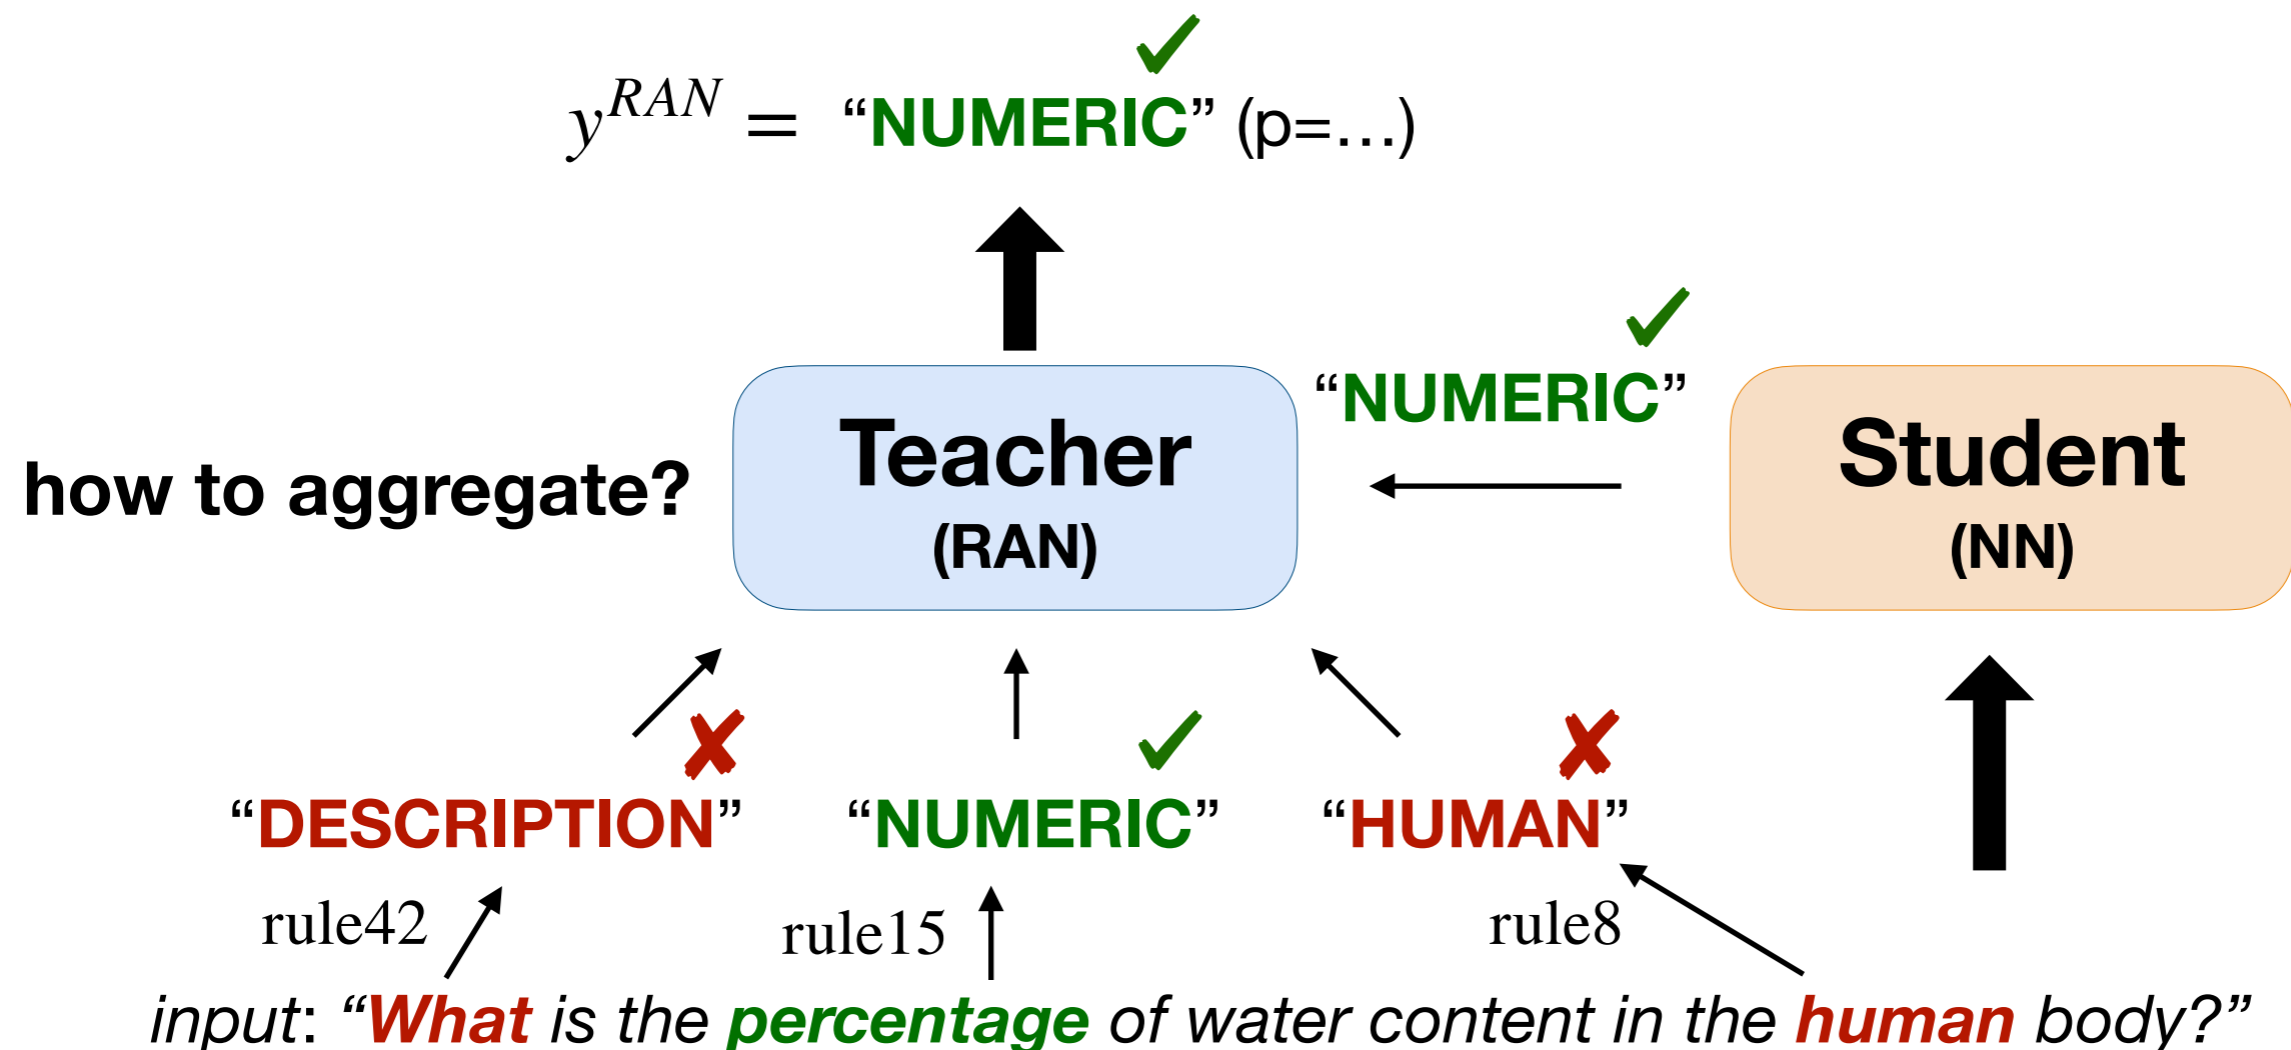 y^{RAN} = “NUMERIC” (p=…)
“NUMERIC”
how to aggregate?
Teacher
(RAN)
Student
(NN)
“DESCRIPTION”
“NUMERIC”
“HUMAN”
rule42
rule15
rule8
input: “What is the percentage of water content in the human body?”